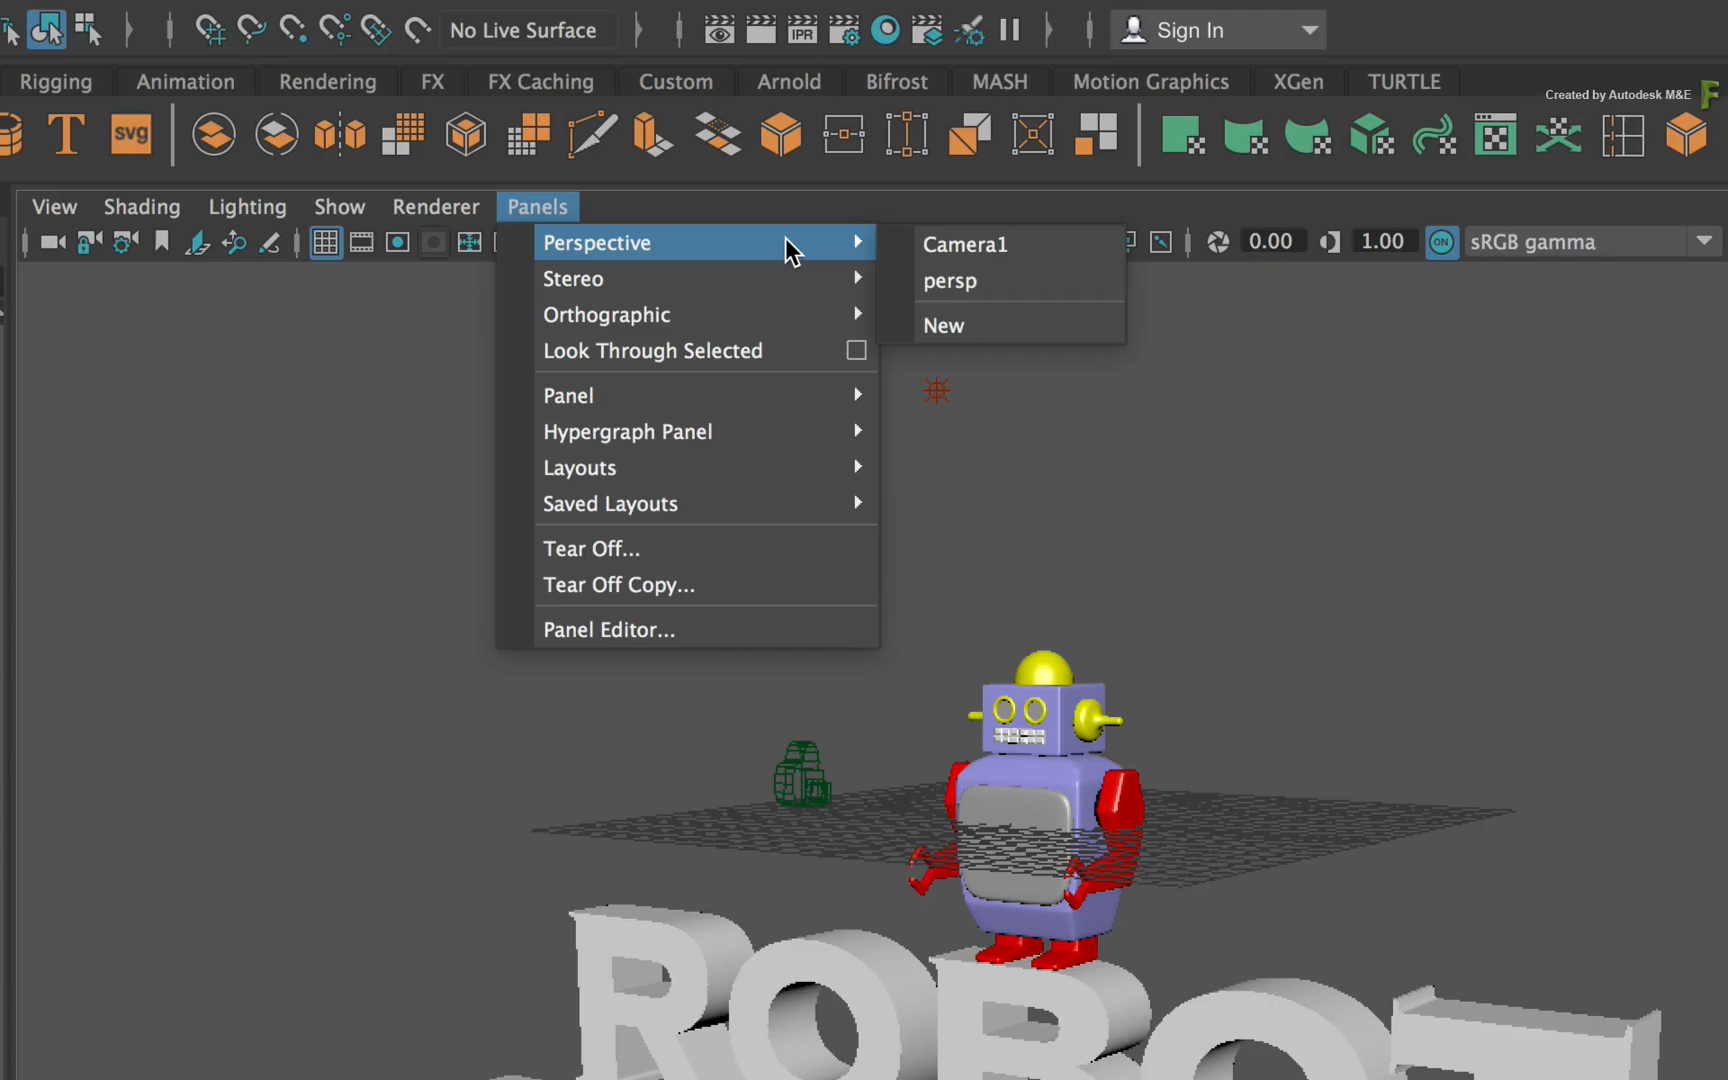 No Live Surface
IPR
Sign In
Rigging Animation Rendering FX FX Caching Custom Arnold Bifrost MASH Motion Graphics XGen TURTLE
Created by Autodesk M&E
T
svg
View Shading Lighting Show Renderer Panels
0.00
1.00
ON
sRGB gamma
Perspective
Stereo
Orthographic
Look Through Selected
Panel
Hypergraph Panel
Layouts
Saved Layouts
Tear Off...
Tear Off Copy...
Panel Editor...
Camera1
persp
New
ROBOT